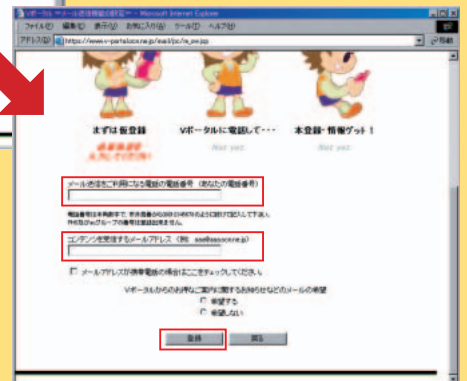 Vポータル ーメール送信情報の設定ー - Microsoft Internet Explorer
ファイル(F) 編集(E) 表示(V) お気に入り(A) ツール(T) ヘルプ(H)
アドレス(D)
移動
まずは仮登録 Vポータルに電話して・・・ 本登録・情報ゲット！
Not yet Not yet
メール送信をご利用になる電話の電話番号 (あなたの電話番号)
コンテンツを受信するメールアドレス
メールアドレスが携帯電話の場合はここをチェックしてください。
Vポータルからのお得なご案内に関するお知らせなどのメールの希望
希望する
希望しない
登録 戻る